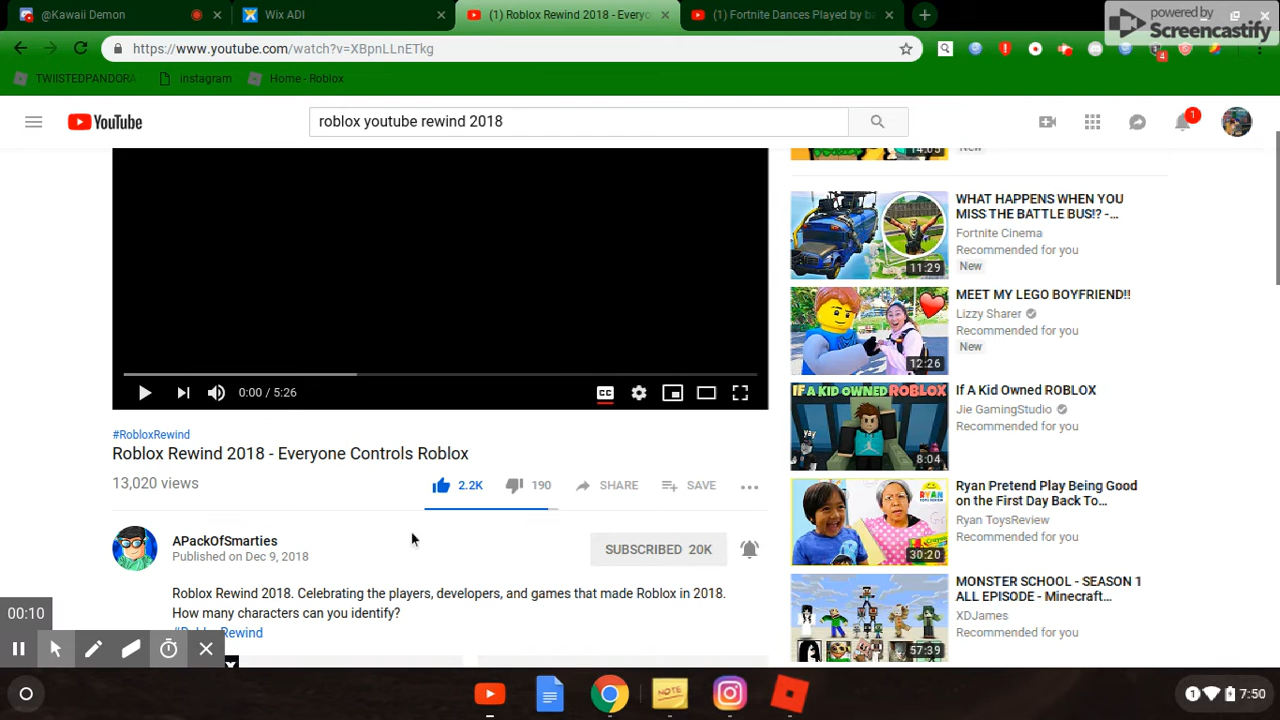 @Kawaii Demon
Wix ADI
(1) Roblox Rewind 2018 - Everyo
(1) Fortnite Dances Played by ba
powered by
Screencastify
https://www.youtube.com/watch?v=XBpnLLnETkg
4
TWIISTEDPANDORA
instagram
Home - Roblox
YouTube
roblox youtube rewind 2018
1
14:05
New
WHAT HAPPENS WHEN YOU
MISS THE BATTLE BUS!? -...
Fortnite Cinema
Recommended for you
New
11:29
MEET MY LEGO BOYFRIEND!!
Lizzy Sharer
Recommended for you
New
12:26
0:00 / 5:26
CC
IF A KID OWNED ROBLOX
yay
8:04
If A Kid Owned ROBLOX
Jie GamingStudio
Recommended for you
#RobloxRewind
Roblox Rewind 2018 - Everyone Controls Roblox
13,020 views
2.2K
190
SHARE
SAVE
RYAN
30:20
Ryan Pretend Play Being Good
on the First Day Back To...
Ryan ToysReview
Recommended for you
APackOfSmarties
Published on Dec 9, 2018
SUBSCRIBED 20K
Roblox Rewind 2018. Celebrating the players, developers, and games that made Roblox in 2018.
How many characters can you identify?
ewind
57:39
MONSTER SCHOOL - SEASON 1
ALL EPISODE - Minecraft...
XDJames
Recommended for you
00:10
NOTE
1
7:50